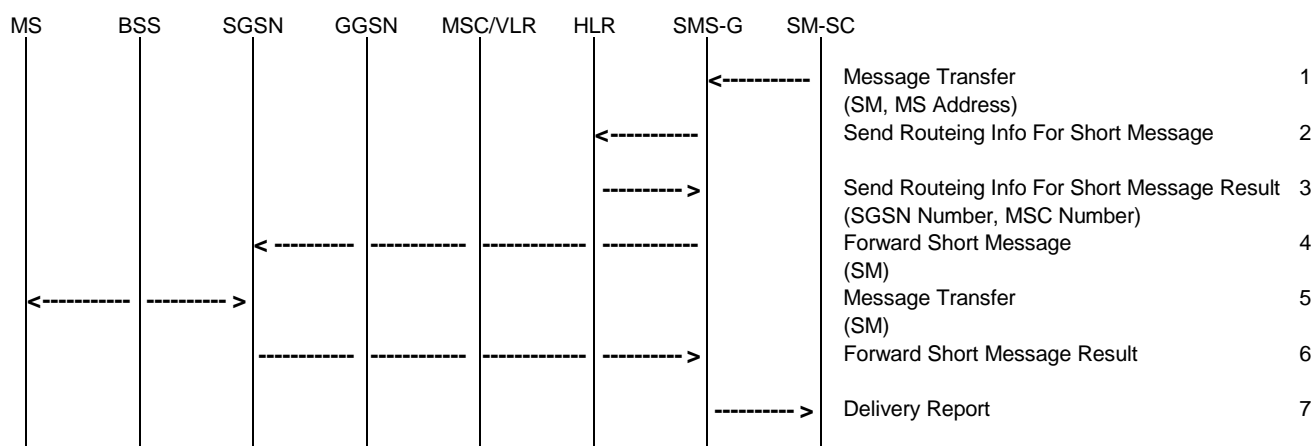 MS BSS SGSN GGSN MSC/VLR HLR SMS-G SM-SC
Message Transfer 1
(SM, MS Address)
Send Routeing Info For Short Message 2
Send Routeing Info For Short Message Result 3
(SGSN Number, MSC Number)
Forward Short Message 4
(SM)
Message Transfer 5
(SM)
Forward Short Message Result 6
Delivery Report 7